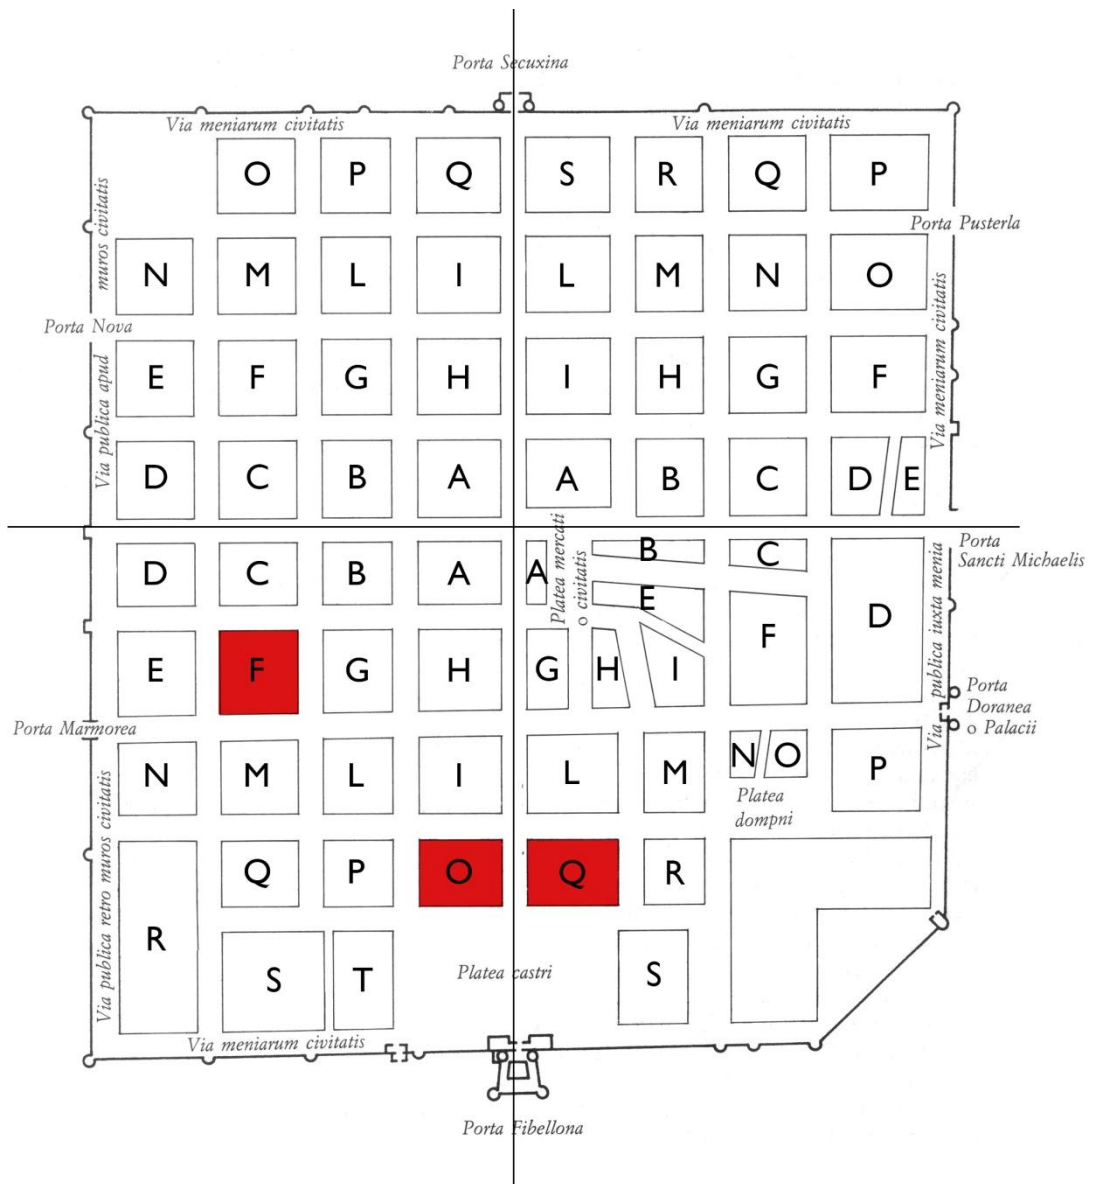 Porta Secuxina
Via meniarum civitatis
Via meniarum civitatis
O P Q S R Q P
muros civitatis
Porta Pusterla
N M L I L M N O
Porta Nova
Via publica apud
E F G H I H G F
Via meniarum civitatis
D C B A A B C D E
Platea mercati
o civitatis
Porta
Sancti Michaelis
D C B A A B C
E
D
Via publica iuxta menia
E F G H G H I F
Porta
Doranea
o Palacii
Porta Marmorea
N M L I L M N O P
Platea
dompni
Via publica retro muros civitatis
Q P O Q R
R
S T
Platea castri
S
Via meniarum civitatis
Porta Fibellona